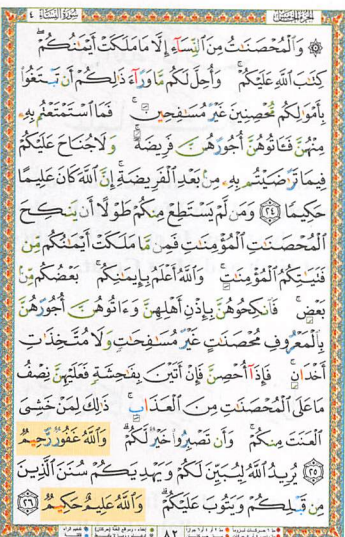 الجزء الخامس سورة النساء ٤
۞ وَالْمُحْصَنَاتُ مِنَ النِّسَاءِ إِلَّا مَا مَلَكَتْ أَيْمَانُكُمْ ۖ
كِتَابَ اللَّهِ عَلَيْكُمْ ۚ وَأُحِلَّ لَكُم مَّا وَرَاءَ ذَٰلِكُمْ أَن تَبْتَغُوا
بِأَمْوَالِكُم مُّحْصِنِينَ غَيْرَ مُسَافِحِينَ ۚ فَمَا اسْتَمْتَعْتُم بِهِ
مِنْهُنَّ فَآتُوهُنَّ أُجُورَهُنَّ فَرِيضَةً ۚ وَلَا جُنَاحَ عَلَيْكُمْ
فِيمَا تَرَاضَيْتُم بِهِ مِن بَعْدِ الْفَرِيضَةِ ۚ إِنَّ اللَّهَ كَانَ عَلِيمًا
حَكِيمًا ٢٤ وَمَن لَّمْ يَسْتَطِعْ مِنكُمْ طَوْلًا أَن يَنكِحَ
الْمُحْصَنَاتِ الْمُؤْمِنَاتِ فَمِن مَّا مَلَكَتْ أَيْمَانُكُم مِّن
فَتَيَاتِكُمُ الْمُؤْمِنَاتِ ۚ وَاللَّهُ أَعْلَمُ بِإِيمَانِكُم ۚ بَعْضُكُم مِّن
بَعْضٍ ۚ فَانكِحُوهُنَّ بِإِذْنِ أَهْلِهِنَّ وَآتُوهُنَّ أُجُورَهُنَّ
بِالْمَعْرُوفِ مُحْصَنَاتٍ غَيْرَ مُسَافِحَاتٍ وَلَا مُتَّخِذَاتِ
أَخْدَانٍ ۚ فَإِذَا أُحْصِنَّ فَإِنْ أَتَيْنَ بِفَاحِشَةٍ فَعَلَيْهِنَّ نِصْفُ
مَا عَلَى الْمُحْصَنَاتِ مِنَ الْعَذَابِ ۚ ذَٰلِكَ لِمَنْ خَشِيَ
الْعَنَتَ مِنكُمْ ۚ وَأَن تَصْبِرُوا خَيْرٌ لَّكُمْ ۗ وَاللَّهُ غَفُورٌ رَّحِيمٌ
٢٥ يُرِيدُ اللَّهُ لِيُبَيِّنَ لَكُمْ وَيَهْدِيَكُمْ سُنَنَ الَّذِينَ
مِن قَبْلِكُمْ وَيَتُوبَ عَلَيْكُمْ ۗ وَاللَّهُ عَلِيمٌ حَكِيمٌ ٢٦
٨٢